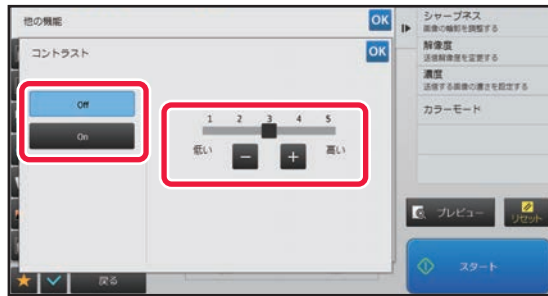 他の機能
OK
コントラスト
OK
Off
On
1 2 3 4 5
低い
－
＋
高い
シャープネス
画像の輪郭を調整する
解像度
送信解像度を変更する
濃度
送信する画像の濃さを設定する
カラーモード
プレビュー
リセット
スタート
戻る